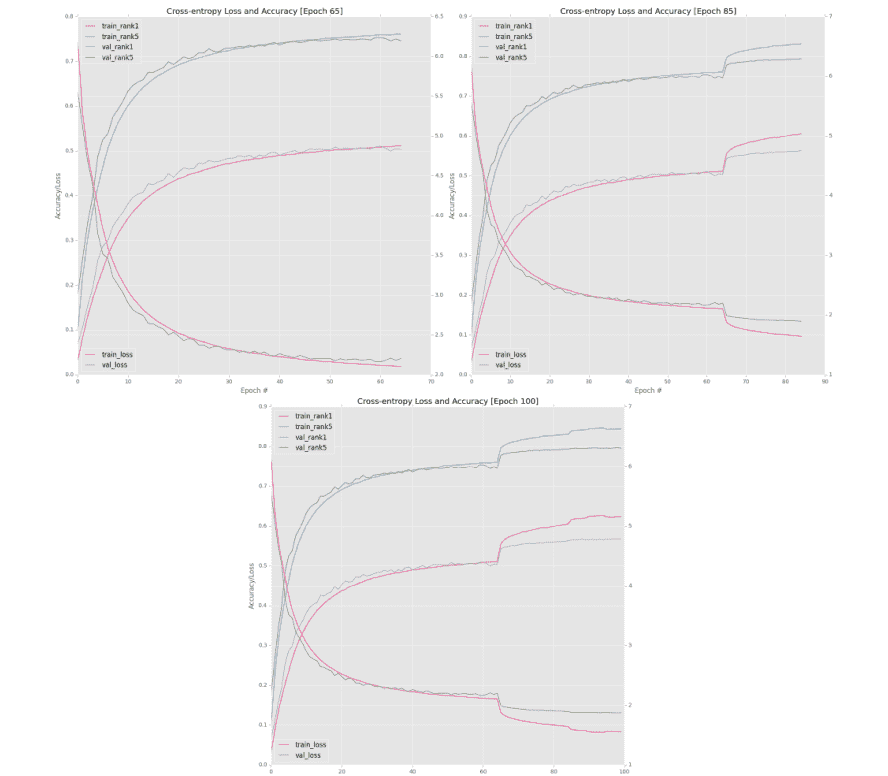 Cross-entropy Loss and Accuracy [Epoch 65]
0.8
0.7
0.6
0.5
0.4
0.3
0.2
0.1
0.0
Accuracy/Loss
train_rank1
train_rank5
val_rank1
val_rank5
train_loss
val_loss
6.5
6.0
5.5
5.0
4.5
4.0
3.5
3.0
2.5
2.0
0 10 20 30 40 50 60 70
Epoch #
Cross-entropy Loss and Accuracy [Epoch 85]
0.9
0.8
0.7
0.6
0.5
0.4
0.3
0.2
0.1
0.0
Accuracy/Loss
train_rank1
train_rank5
val_rank1
val_rank5
train_loss
val_loss
7
6
5
4
3
2
1
0 10 20 30 40 50 60 70 80 90
Epoch #
Cross-entropy Loss and Accuracy [Epoch 100]
0.9
0.8
0.7
0.6
0.5
0.4
0.3
0.2
0.1
0.0
Accuracy/Loss
train_rank1
train_rank5
val_rank1
val_rank5
train_loss
val_loss
7
6
5
4
3
2
1
0 20 40 60 80 100